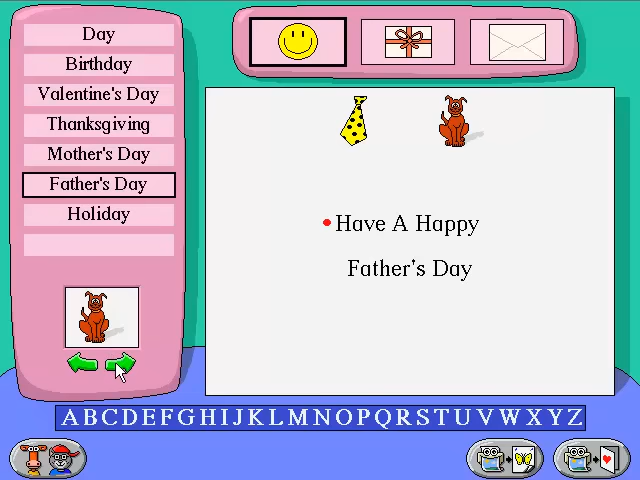 Day
Birthday
Valentine's Day
Thanksgiving
Mother's Day
Father's Day
Holiday
Have A Happy
Father's Day
A B C D E F G H I J K L M N O P Q R S T U V W X Y Z